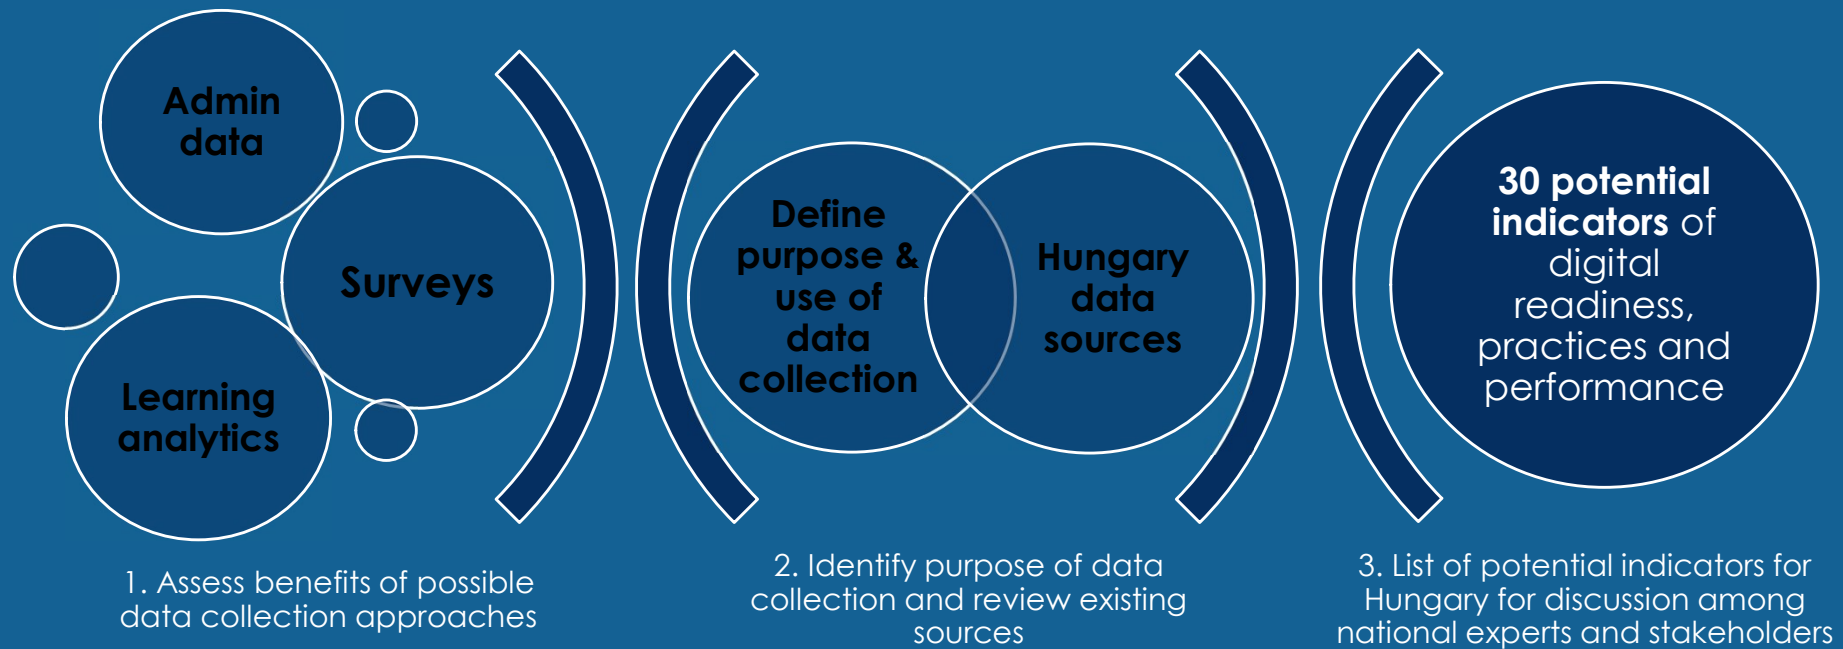 Admin
data
Surveys
Learning
analytics
1. Assess benefits of possible
data collection approaches
Define
purpose &
use of
data
collection
Hungary
data
sources
2. Identify purpose of data
collection and review existing
sources
30 potential
indicators of
digital
readiness,
practices and
performance
3. List of potential indicators for
Hungary for discussion among
national experts and stakeholders